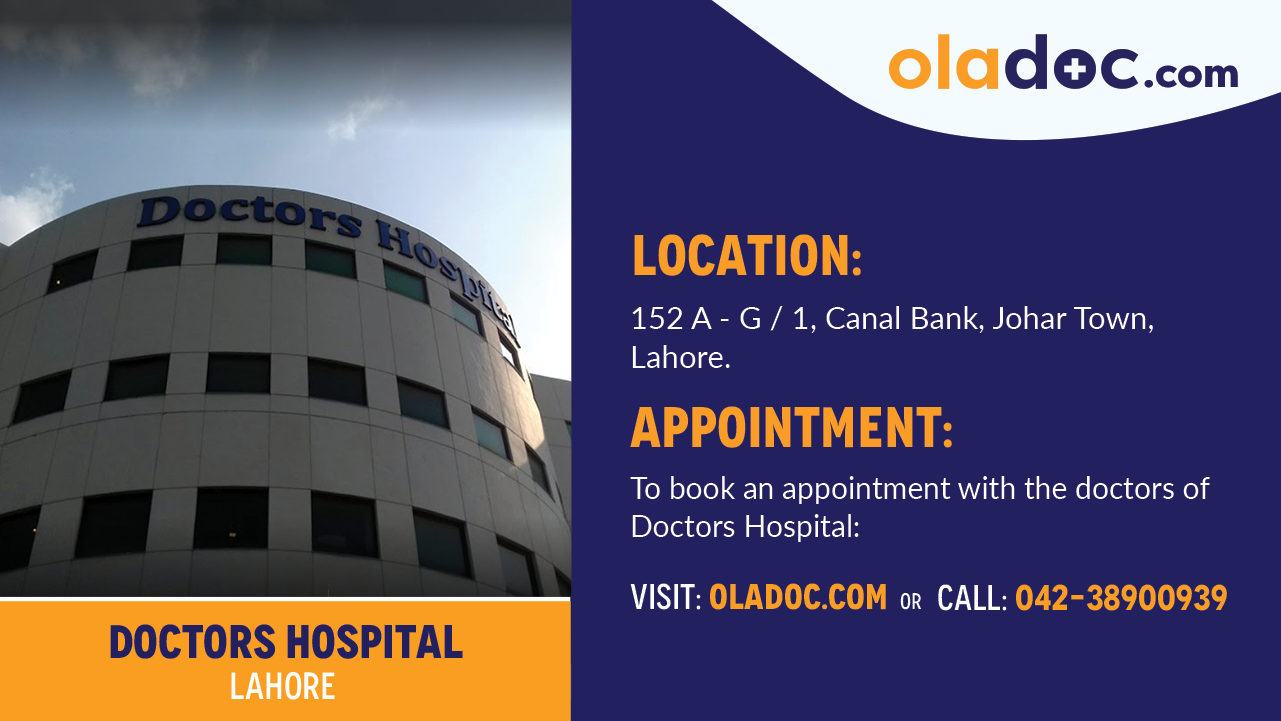 oladoc.com
Doctors Hospital
LOCATION:
152 A - G / 1, Canal Bank, Johar Town,
Lahore.
APPOINTMENT:
To book an appointment with the doctors of
Doctors Hospital:
VISIT: OLADOC.COM OR CALL: 042-38900939
DOCTORS HOSPITAL
LAHORE